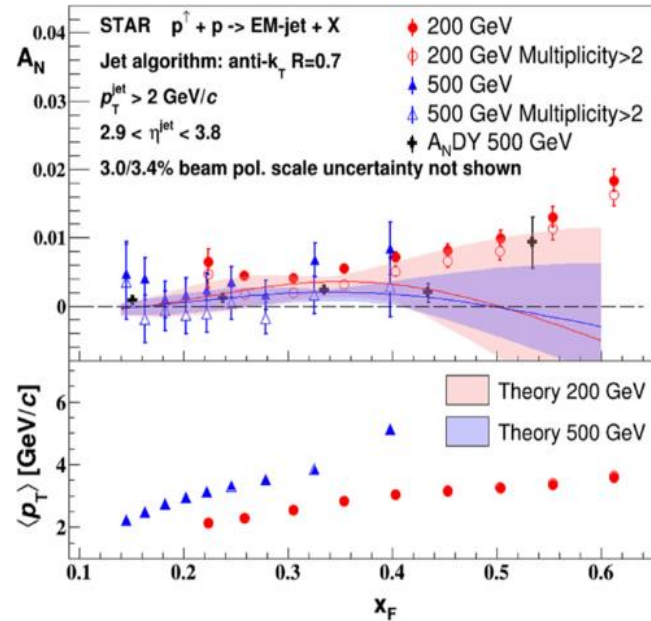 0.04
A_N
0.03
0.02
0.01
0
STAR p↑ + p -> EM-jet + X
Jet algorithm: anti-k_T R=0.7
p_T^jet > 2 GeV/c
2.9 < η^jet < 3.8
3.0/3.4% beam pol. scale uncertainty not shown
200 GeV
200 GeV Multiplicity>2
500 GeV
500 GeV Multiplicity>2
A_NDY 500 GeV
⟨p_T⟩ [GeV/c]
6
4
2
Theory 200 GeV
Theory 500 GeV
0.1 0.2 0.3 0.4 0.5 0.6
x_F